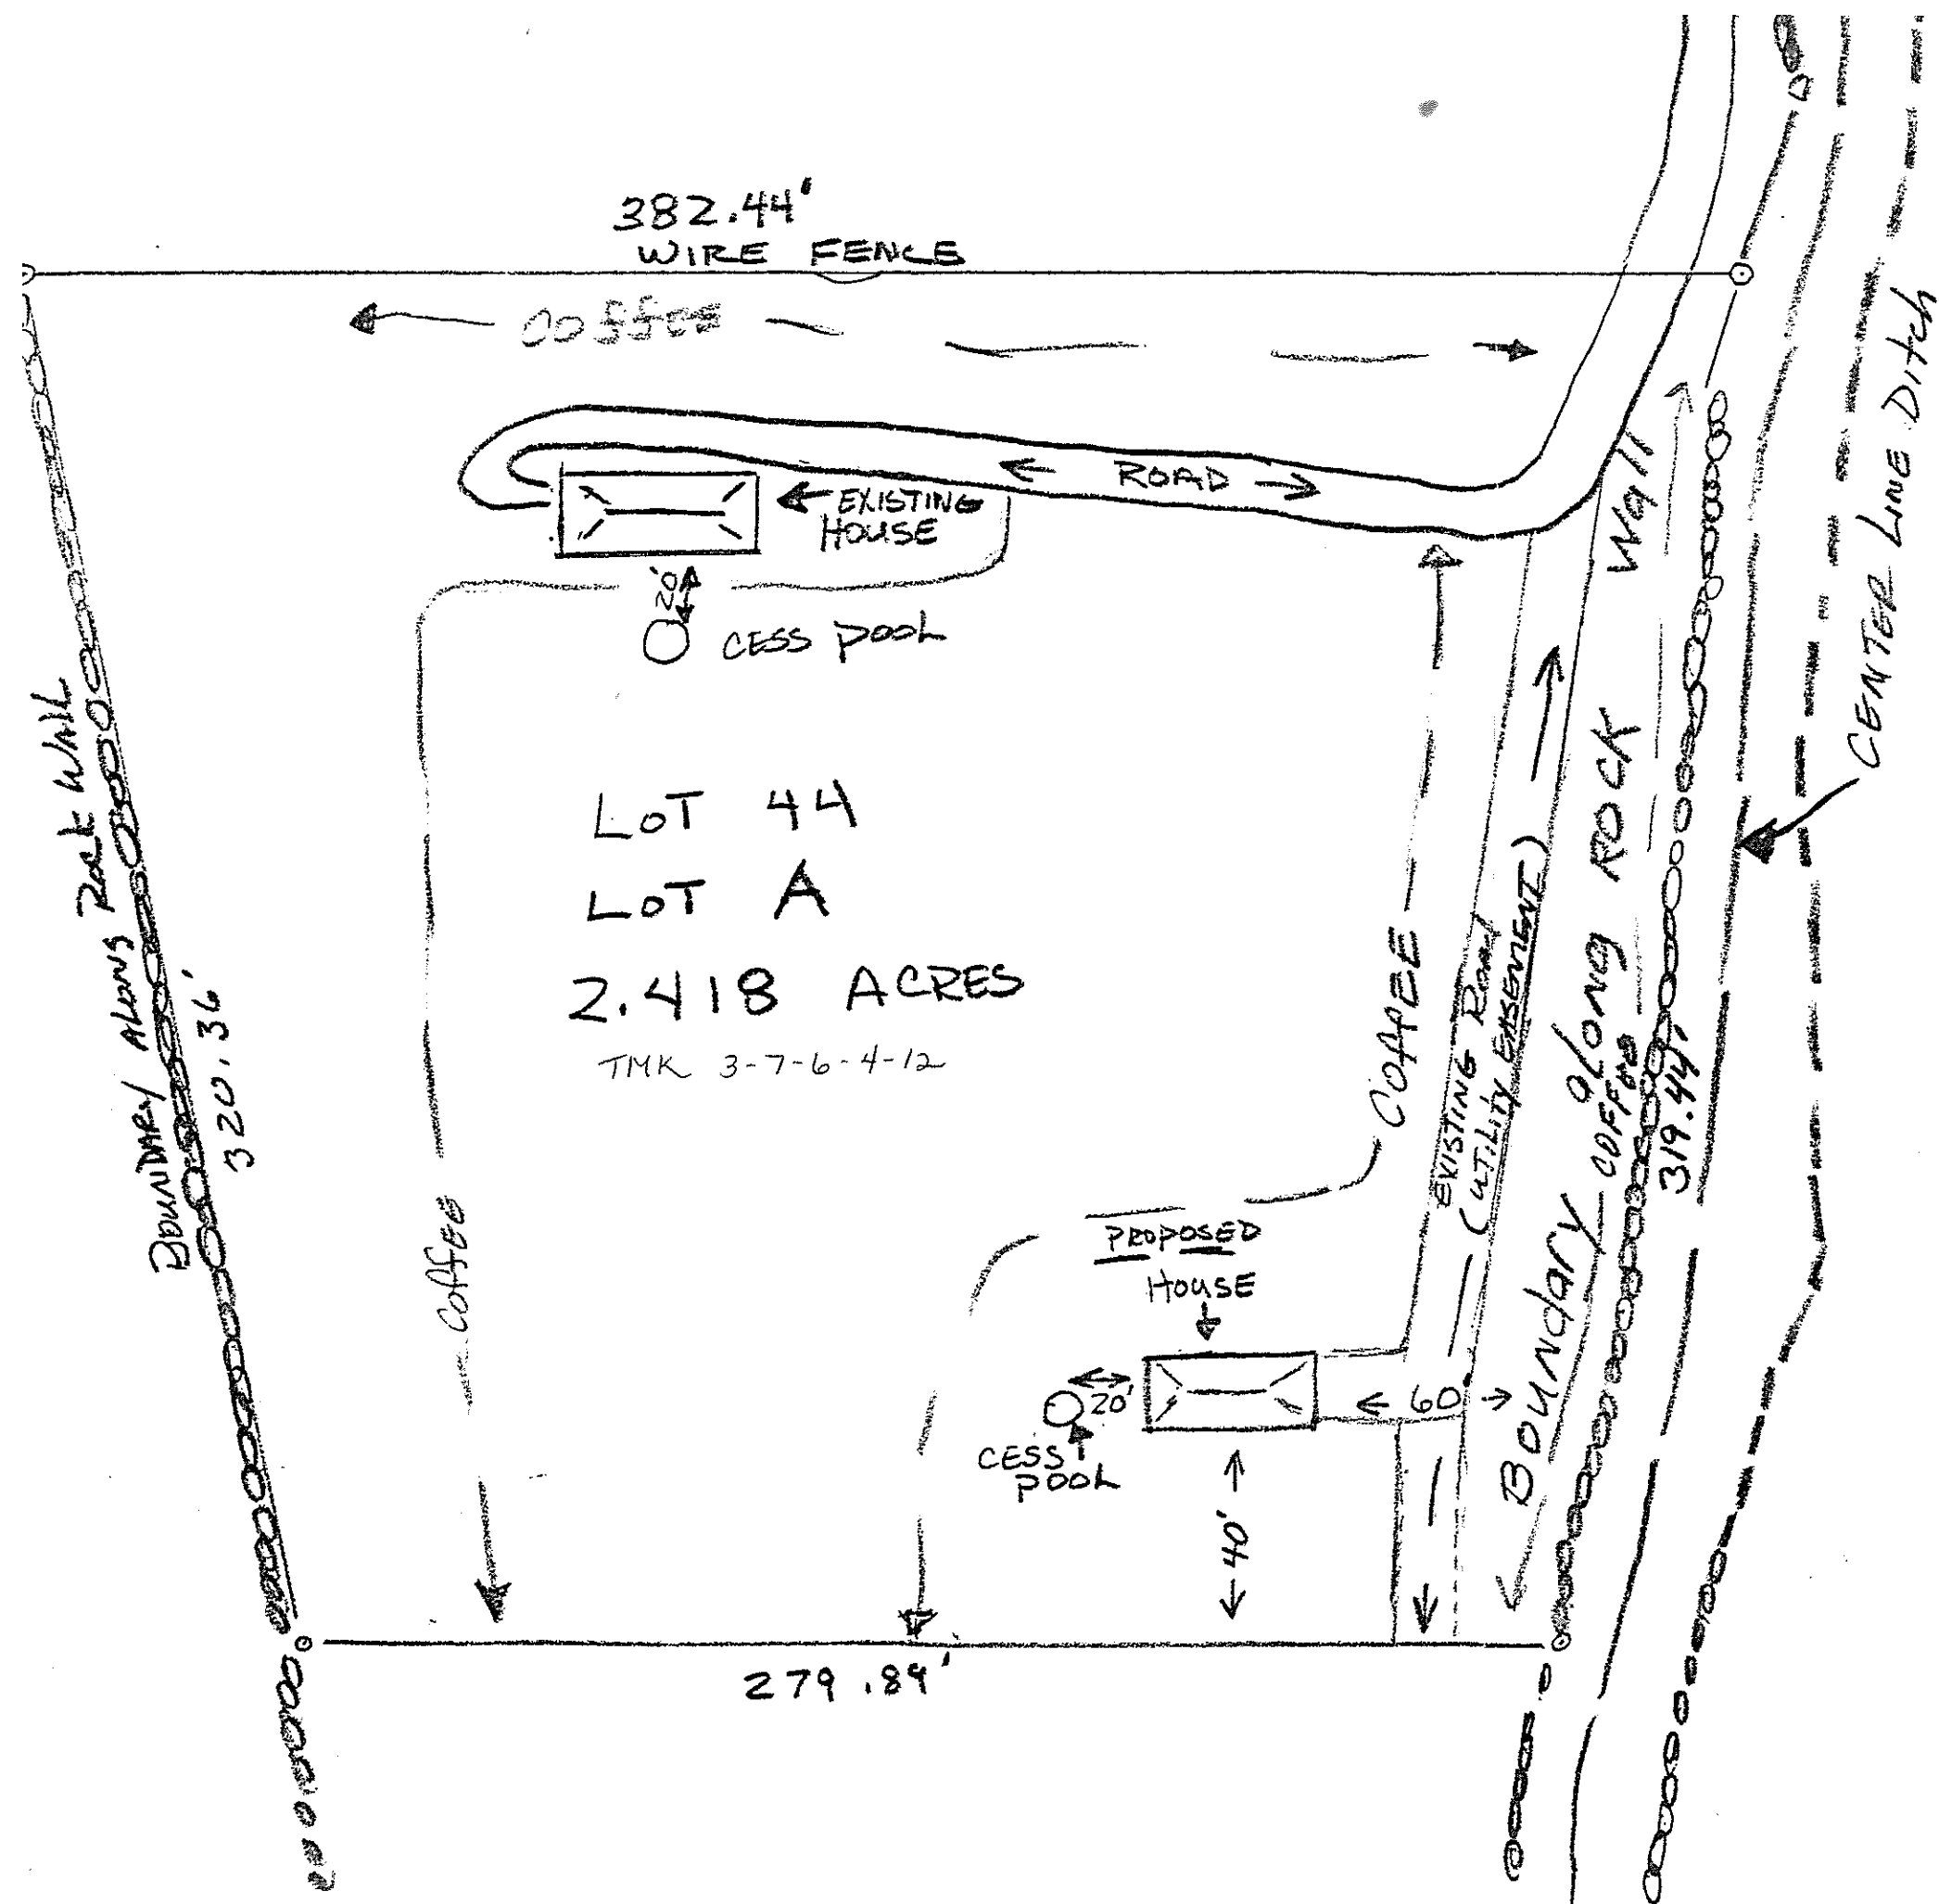 382.44'
WIRE FENCE
COFFEE
ROAD
EXISTING
HOUSE
20'
CESS POOL
CENTER LINE DITCH
LOT 44
LOT A
2.418 ACRES
TMK 3-7-6-4-12
BOUNDARY ALONG ROCK WALL
320.36'
Coffee
COFFEE
EXISTING ROAD
(UTILITY EASEMENT)
Boundary along ROCK Wall
COFFEE
319.44'
PROPOSED
HOUSE
20'
60
CESS
POOL
40'
279.89'